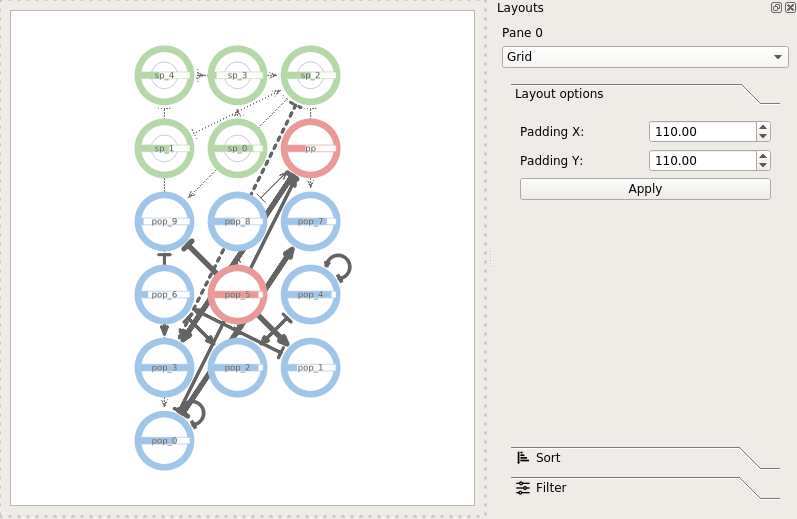 Layouts
Pane 0
Grid
Layout options
Padding X:
110.00
Padding Y:
110.00
Apply
Sort
Filter
sp_4 sp_3 sp_2
sp_1 sp_0 pp
pop_9 pop_8 pop_7
pop_6 pop_5 pop_4
pop_3 pop_2 pop_1
pop_0